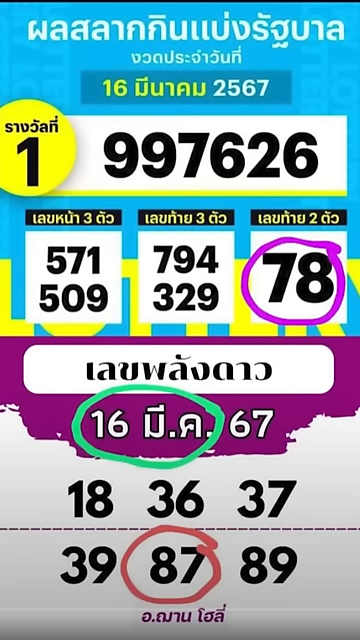 ผลสลากกินแบ่งรัฐบาล
งวดประจำวันที่
16 มีนาคม 2567
รางวัลที่
1
997626
เลขหน้า 3 ตัว เลขท้าย 3 ตัว เลขท้าย 2 ตัว
571 794 78
509 329
เลขพลังดาว
16 มี.ค. 67
18 36 37
39 87 89
อ.ฌาน โฮลี่